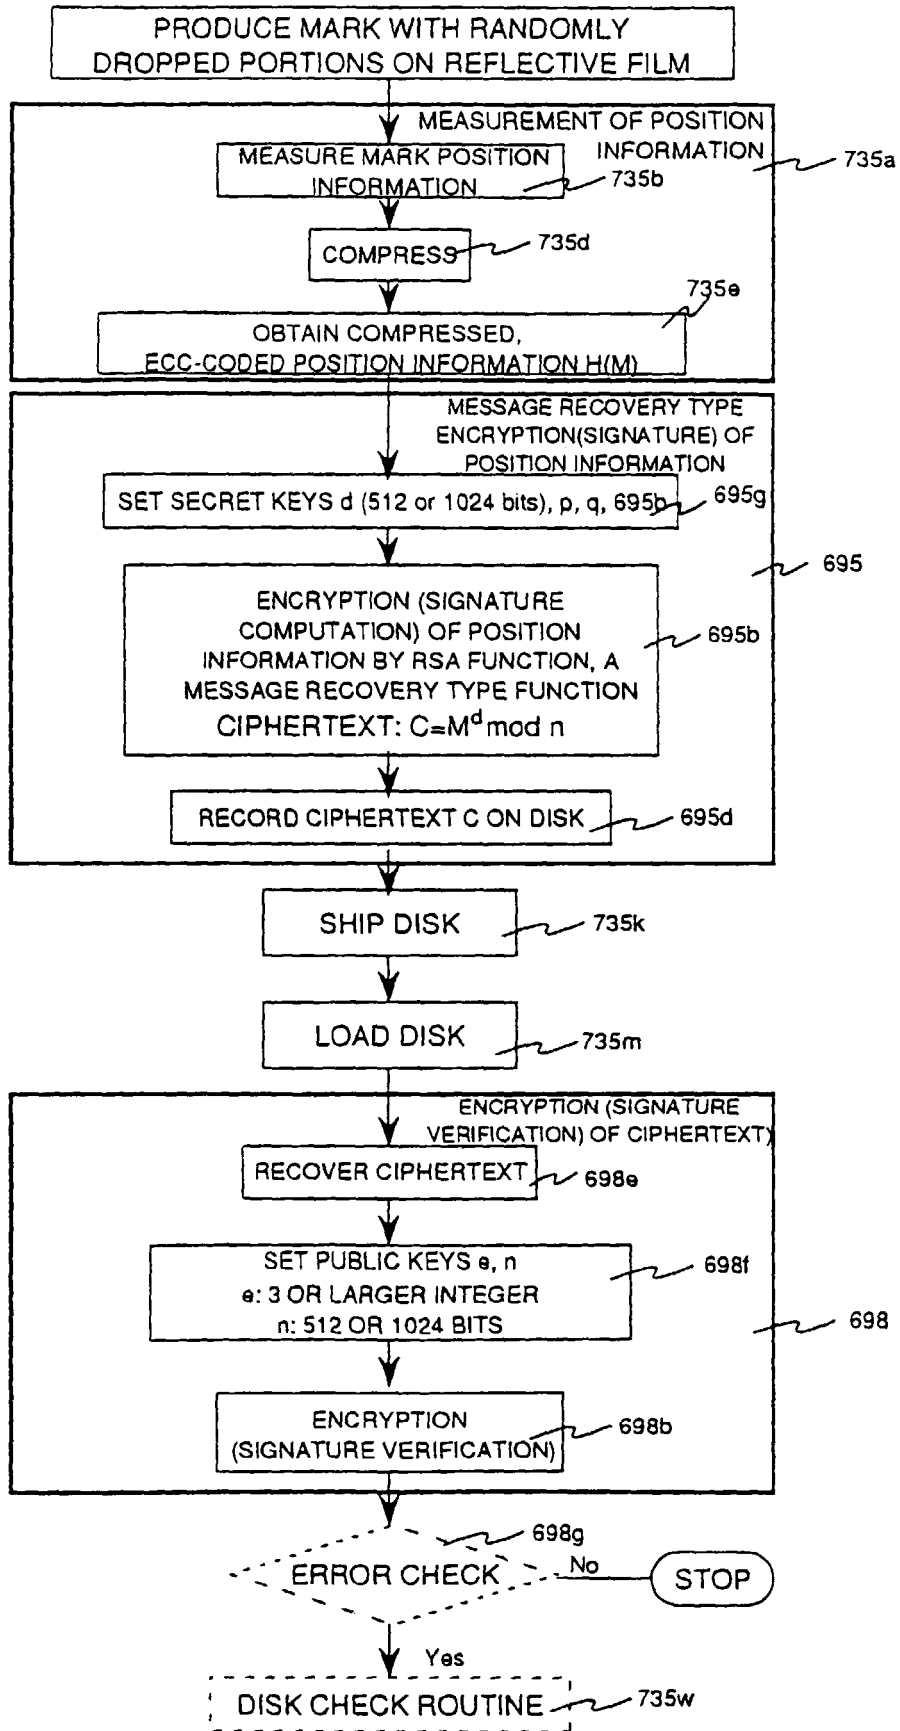 PRODUCE MARK WITH RANDOMLY
DROPPED PORTIONS ON REFLECTIVE FILM
MEASUREMENT OF POSITION
INFORMATION
735a
MEASURE MARK POSITION
INFORMATION
735b
COMPRESS
735d
735e
OBTAIN COMPRESSED,
ECC-CODED POSITION INFORMATION H(M)
MESSAGE RECOVERY TYPE
ENCRYPTION(SIGNATURE) OF
POSITION INFORMATION
SET SECRET KEYS d (512 or 1024 bits), p, q, 695b
695g
695
ENCRYPTION (SIGNATURE
COMPUTATION) OF POSITION
INFORMATION BY RSA FUNCTION, A
MESSAGE RECOVERY TYPE FUNCTION
CIPHERTEXT: C=M^d mod n
695b
RECORD CIPHERTEXT C ON DISK
695d
SHIP DISK
735k
LOAD DISK
735m
ENCRYPTION (SIGNATURE
VERIFICATION) OF CIPHERTEXT)
RECOVER CIPHERTEXT
698e
SET PUBLIC KEYS e, n
e: 3 OR LARGER INTEGER
n: 512 OR 1024 BITS
698f
698
ENCRYPTION
(SIGNATURE VERIFICATION)
698b
698g
ERROR CHECK
No
STOP
Yes
DISK CHECK ROUTINE
735w